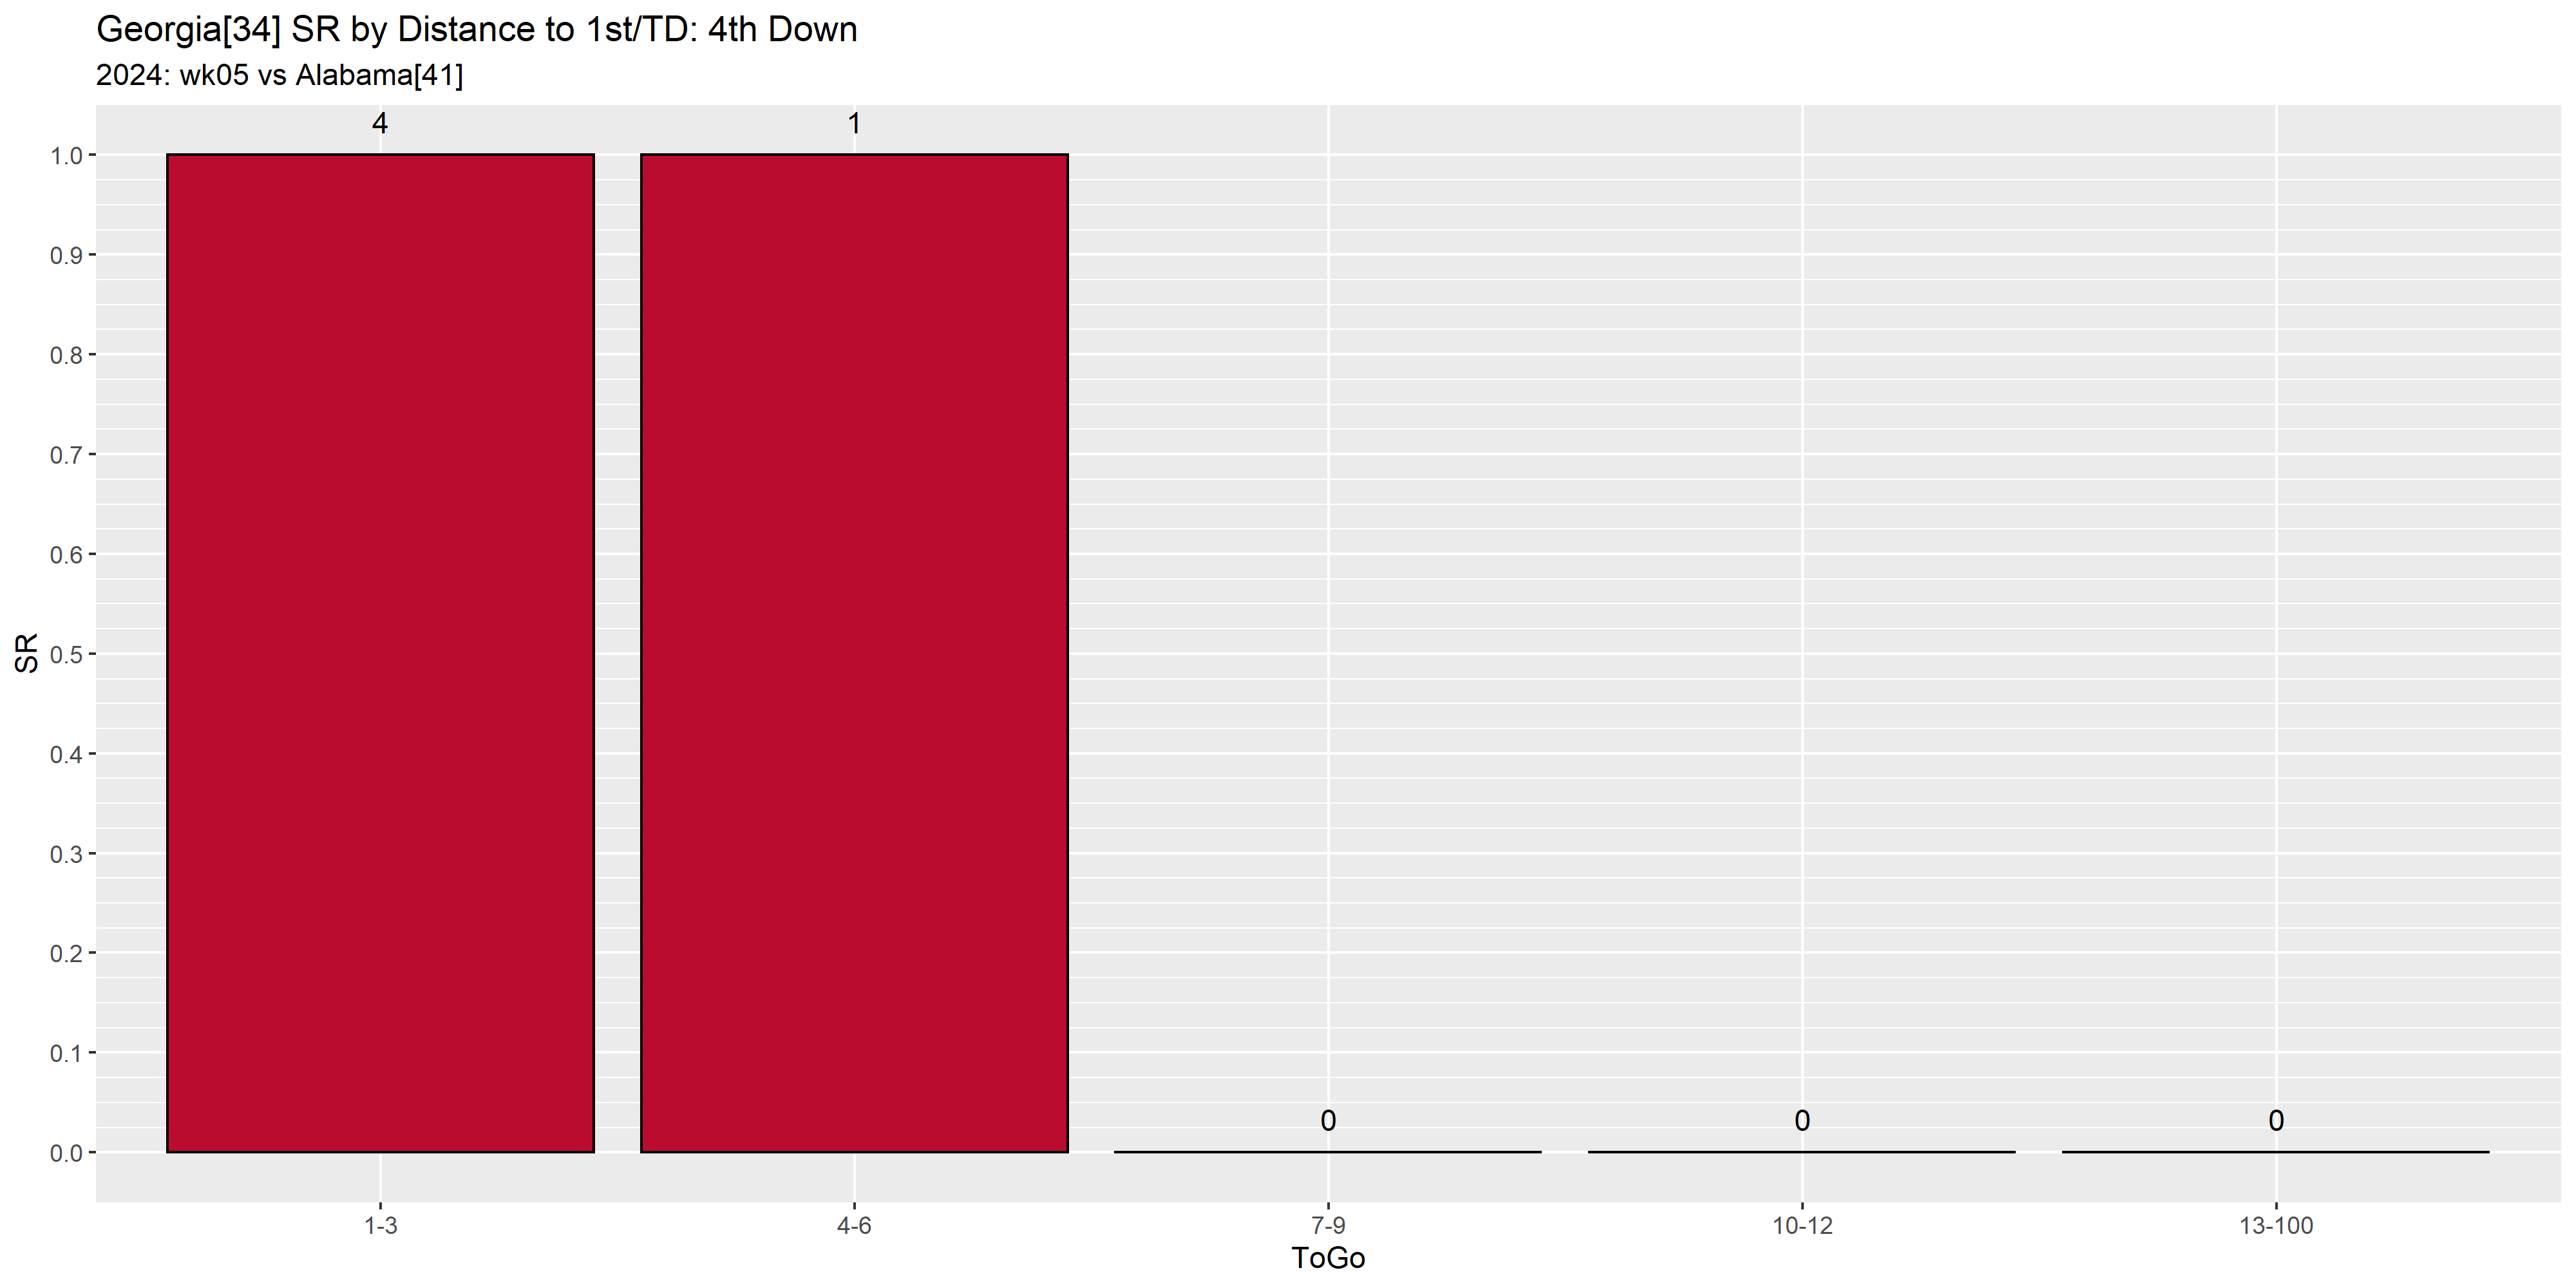 Georgia[34] SR by Distance to 1st/TD: 4th Down
2024: wk05 vs Alabama[41]
4 1
1.0
0.9
0.8
0.7
0.6
0.5
0.4
0.3
0.2
0.1
0.0
SR
0 0 0
1-3 4-6 7-9 10-12 13-100
ToGo